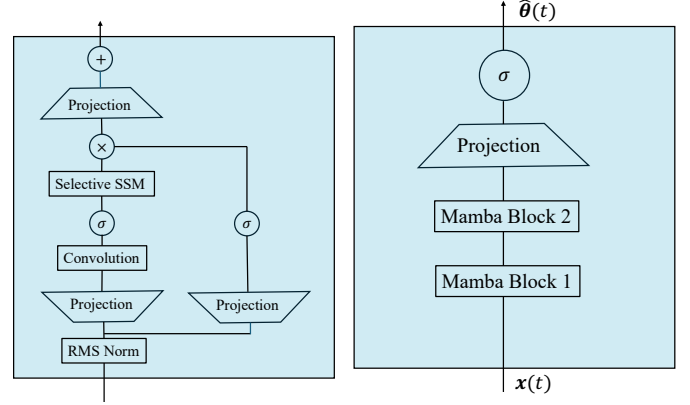 +
Projection
×
Selective SSM
σ
σ
Convolution
Projection
Projection
RMS Norm
θ̂(t)
σ
Projection
Mamba Block 2
Mamba Block 1
x(t)